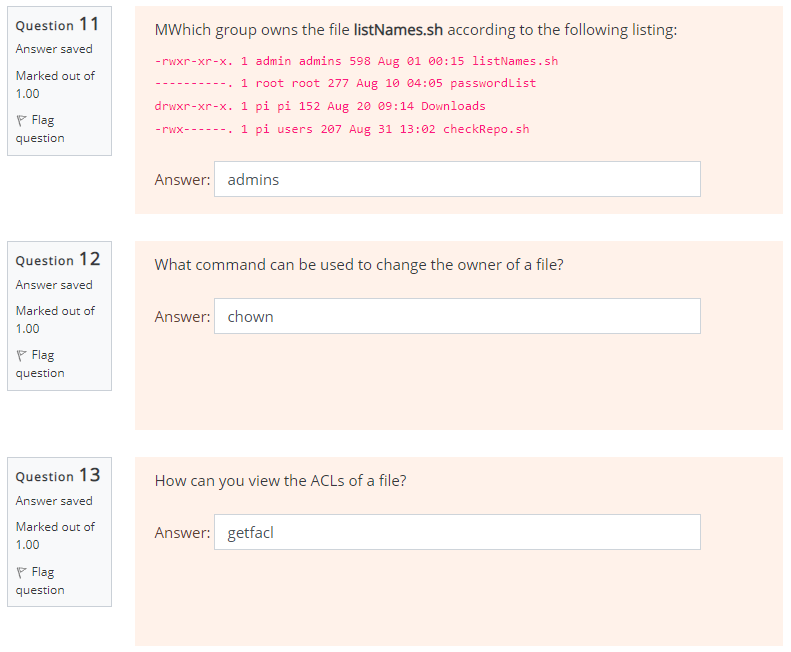 Question 11
Answer saved
Marked out of
1.00
Flag
question
MWhich group owns the file listNames.sh according to the following listing:
-rwxr-xr-x. 1 admin admins 598 Aug 01 00:15 listNames.sh
----------. 1 root root 277 Aug 10 04:05 passwordList
drwxr-xr-x. 1 pi pi 152 Aug 20 09:14 Downloads
-rwx------. 1 pi users 207 Aug 31 13:02 checkRepo.sh
Answer: admins
Question 12
Answer saved
Marked out of
1.00
Flag
question
What command can be used to change the owner of a file?
Answer: chown
Question 13
Answer saved
Marked out of
1.00
Flag
question
How can you view the ACLs of a file?
Answer: getfacl